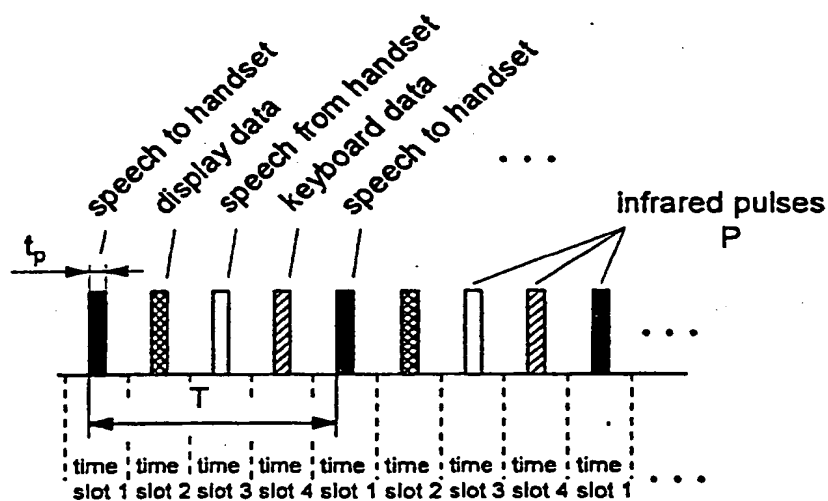 speech to handset
display data
speech from handset
keyboard data
speech to handset
. . .
infrared pulses
P
tp
. . .
T
time time time time time time time time time
slot 1 slot 2 slot 3 slot 4 slot 1 slot 2 slot 3 slot 4 slot 1
. . .